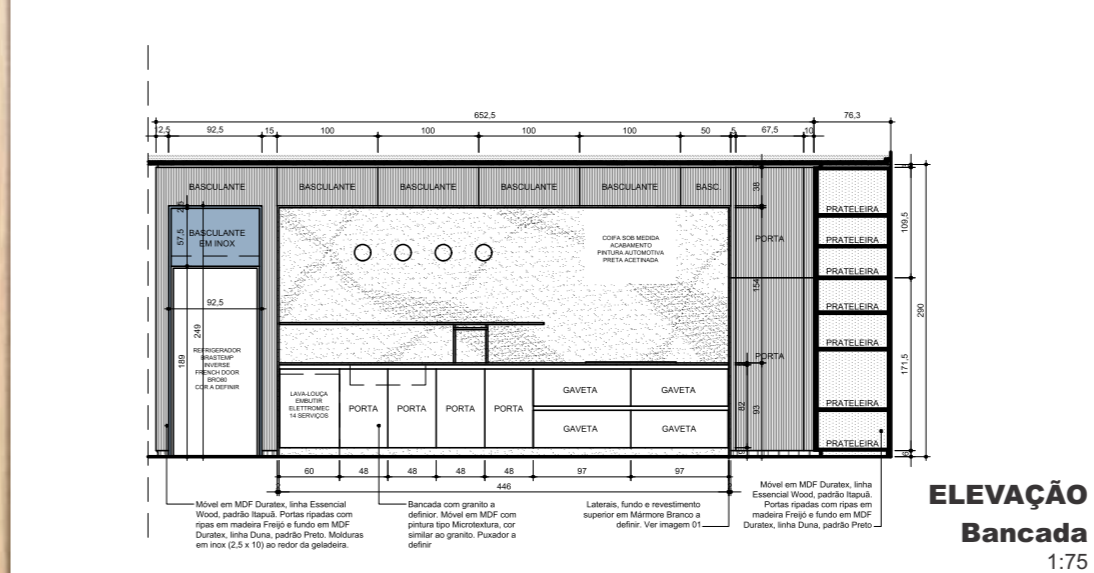 652,5
76,3
12,5
92,5
15
100
100
100
100
50
5
67,5
10
BASCULANTE
BASCULANTE
BASCULANTE
BASCULANTE
BASCULANTE
BASC.
38
PRATELEIRA
2,5
57,5
BASCULANTE
EM INOX
COIFA SOB MEDIDA
ACABAMENTO
PINTURA AUTOMOTIVA
PRETA ACETINADA
PORTA
PRATELEIRA
109,5
PRATELEIRA
154
PRATELEIRA
290
92,5
249
189
REFRIGERADOR
BRASTEMP
INVERSE
FRENCH DOOR
BRO80
COR A DEFINIR
PORTA
PRATELEIRA
171,5
LAVA-LOUÇA
EMBUTIR
ELETTROMEC
14 SERVIÇOS
PORTA
PORTA
PORTA
PORTA
GAVETA
GAVETA
82
93
PRATELEIRA
GAVETA
GAVETA
PRATELEIRA
60
48
48
48
48
97
97
446
Móvel em MDF Duratex, linha Essencial
Wood, padrão Itapuã. Portas ripadas com
ripas em madeira Freijó e fundo em MDF
Duratex, linha Duna, padrão Preto. Molduras
em inox (2,5 x 10) ao redor da geladeira.
Bancada com granito a
definir. Móvel em MDF com
pintura tipo Microtextura, cor
similar ao granito. Puxador a
definir
Laterais, fundo e revestimento
superior em Mármore Branco a
definir. Ver imagem 01
Móvel em MDF Duratex, linha
Essencial Wood, padrão Itapuã.
Portas ripadas com ripas em
madeira Freijó e fundo em MDF
Duratex, linha Duna, padrão Preto
ELEVAÇÃO
Bancada
1:75